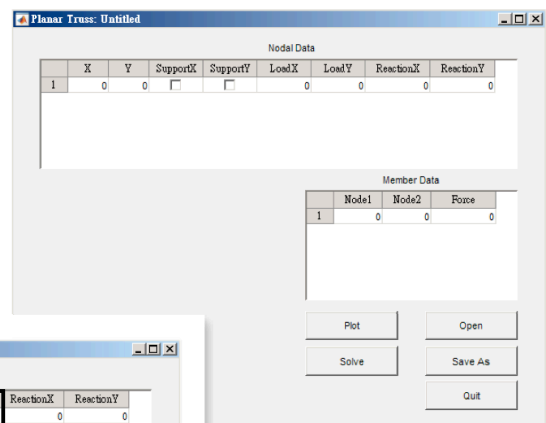 Planar Truss: Untitled
Nodal Data
X Y SupportX SupportY LoadX LoadY ReactionX ReactionY
1 0 0 0 0 0 0
Member Data
Node1 Node2 Force
1 0 0 0
Plot Open
Solve Save As
Quit
ReactionX ReactionY
0 0